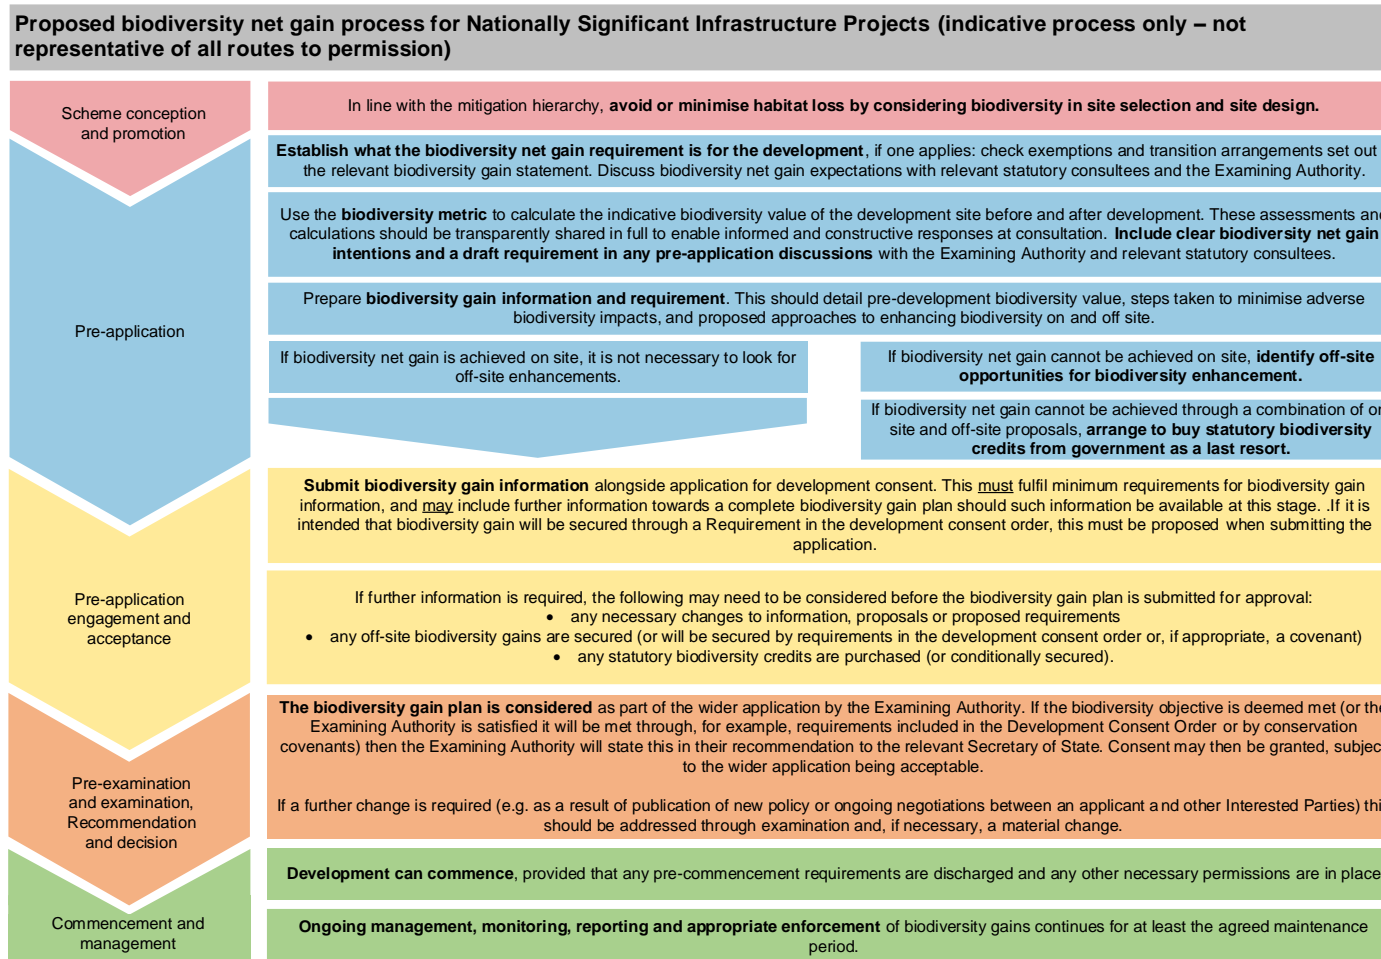 Proposed biodiversity net gain process for Nationally Significant Infrastructure Projects (indicative process only – not
representative of all routes to permission)
Scheme conception
and promotion
In line with the mitigation hierarchy, avoid or minimise habitat loss by considering biodiversity in site selection and site design.
Pre-application
Establish what the biodiversity net gain requirement is for the development, if one applies: check exemptions and transition arrangements set out
the relevant biodiversity gain statement. Discuss biodiversity net gain expectations with relevant statutory consultees and the Examining Authority.
Use the biodiversity metric to calculate the indicative biodiversity value of the development site before and after development. These assessments and
calculations should be transparently shared in full to enable informed and constructive responses at consultation. Include clear biodiversity net gain
intentions and a draft requirement in any pre-application discussions with the Examining Authority and relevant statutory consultees.
Prepare biodiversity gain information and requirement. This should detail pre-development biodiversity value, steps taken to minimise adverse
biodiversity impacts, and proposed approaches to enhancing biodiversity on and off site.
If biodiversity net gain is achieved on site, it is not necessary to look for
off-site enhancements.
If biodiversity net gain cannot be achieved on site, identify off-site
opportunities for biodiversity enhancement.
If biodiversity net gain cannot be achieved through a combination of on
site and off-site proposals, arrange to buy statutory biodiversity
credits from government as a last resort.
Pre-application
engagement and
acceptance
Submit biodiversity gain information alongside application for development consent. This must fulfil minimum requirements for biodiversity gain
information, and may include further information towards a complete biodiversity gain plan should such information be available at this stage. .If it is
intended that biodiversity gain will be secured through a Requirement in the development consent order, this must be proposed when submitting the
application.
If further information is required, the following may need to be considered before the biodiversity gain plan is submitted for approval:
• any necessary changes to information, proposals or proposed requirements
• any off-site biodiversity gains are secured (or will be secured by requirements in the development consent order or, if appropriate, a covenant)
• any statutory biodiversity credits are purchased (or conditionally secured).
Pre-examination
and examination,
Recommendation
and decision
The biodiversity gain plan is considered as part of the wider application by the Examining Authority. If the biodiversity objective is deemed met (or the
Examining Authority is satisfied it will be met through, for example, requirements included in the Development Consent Order or by conservation
covenants) then the Examining Authority will state this in their recommendation to the relevant Secretary of State. Consent may then be granted, subjec
to the wider application being acceptable.
If a further change is required (e.g. as a result of publication of new policy or ongoing negotiations between an applicant and other Interested Parties) thi
should be addressed through examination and, if necessary, a material change.
Commencement and
management
Development can commence, provided that any pre-commencement requirements are discharged and any other necessary permissions are in place
Ongoing management, monitoring, reporting and appropriate enforcement of biodiversity gains continues for at least the agreed maintenance
period.